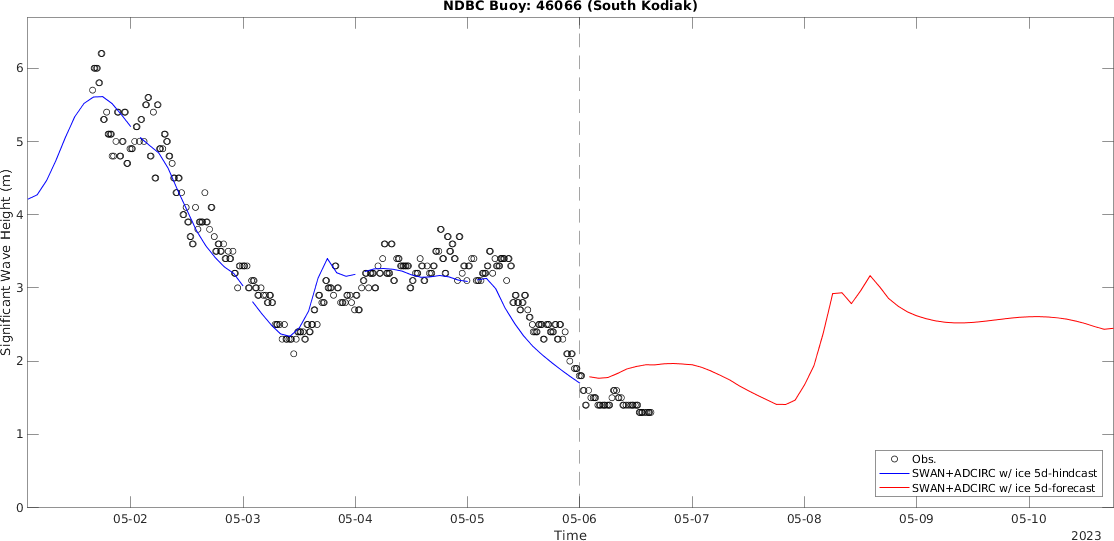 NDBC Buoy: 46066 (South Kodiak)
Significant Wave Height (m)
6
5
4
3
2
1
0
Obs.
SWAN+ADCIRC w/ ice 5d-hindcast
SWAN+ADCIRC w/ ice 5d-forecast
05-02 05-03 05-04 05-05 05-06 05-07 05-08 05-09 05-10
Time
2023